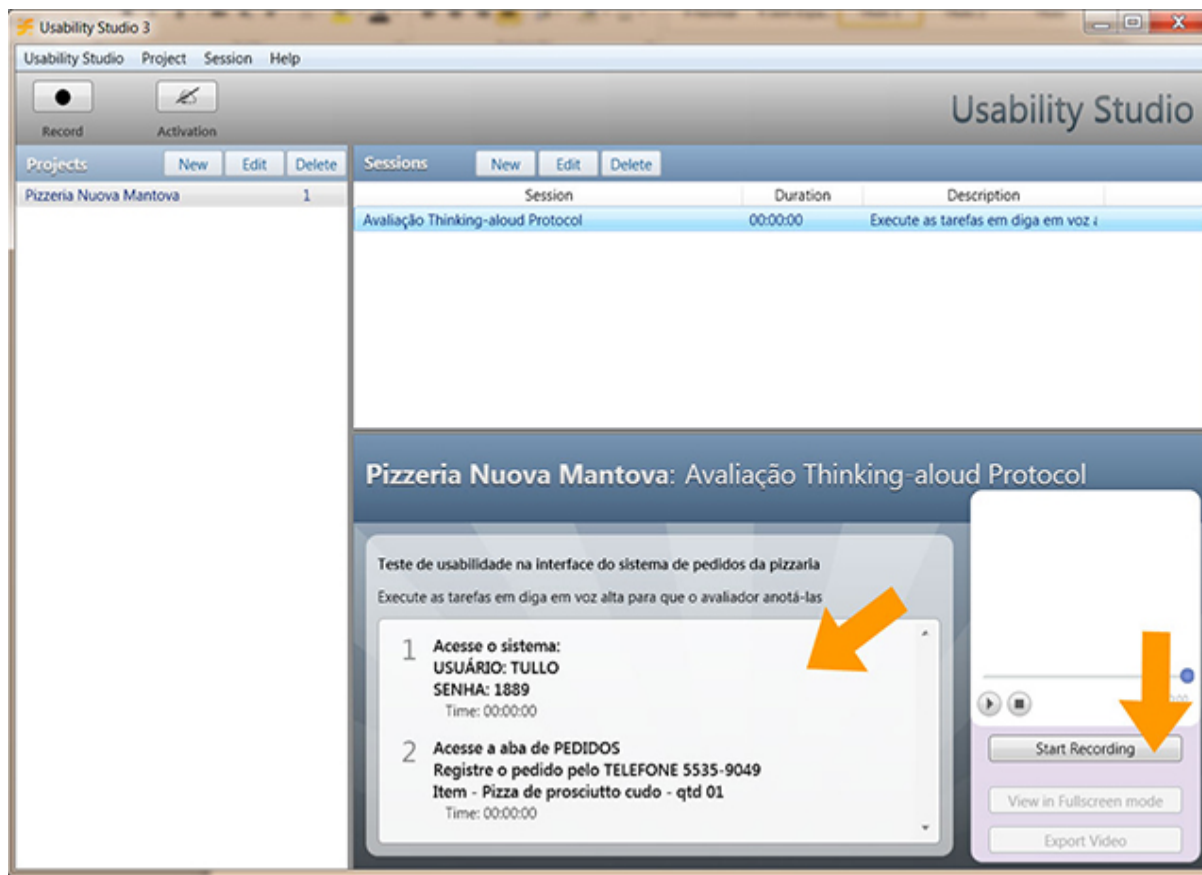 Usability Studio 3
Usability Studio Project Session Help
Record Activation
Usability Studio
Projects New Edit Delete
Pizzeria Nuova Mantova 1
Sessions New Edit Delete
Session Duration Description
Avaliação Thinking-aloud Protocol 00:00:00 Execute as tarefas em diga em voz
Pizzeria Nuova Mantova: Avaliação Thinking-aloud Protocol
Teste de usabilidade na interface do sistema de pedidos da pizzaria
Execute as tarefas em diga em voz alta para que o avaliador anotá-las
1 Acesse o sistema:
USUÁRIO: TULLO
SENHA: 1889
Time: 00:00:00
2 Acesse a aba de PEDIDOS
Registre o pedido pelo TELEFONE 5535-9049
Item - Pizza de prosciutto cudo - qtd 01
Time: 00:00:00
Start Recording
View in Fullscreen mode
Export Video